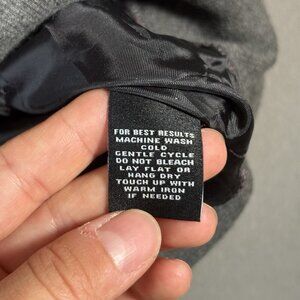 FOR BEST RESULTS
MACHINE WASH
COLD
GENTLE CYCLE
DO NOT BLEACH
LAY FLAT OR
HANG DRY
TOUCH UP WITH
WARM IRON
IF NEEDED